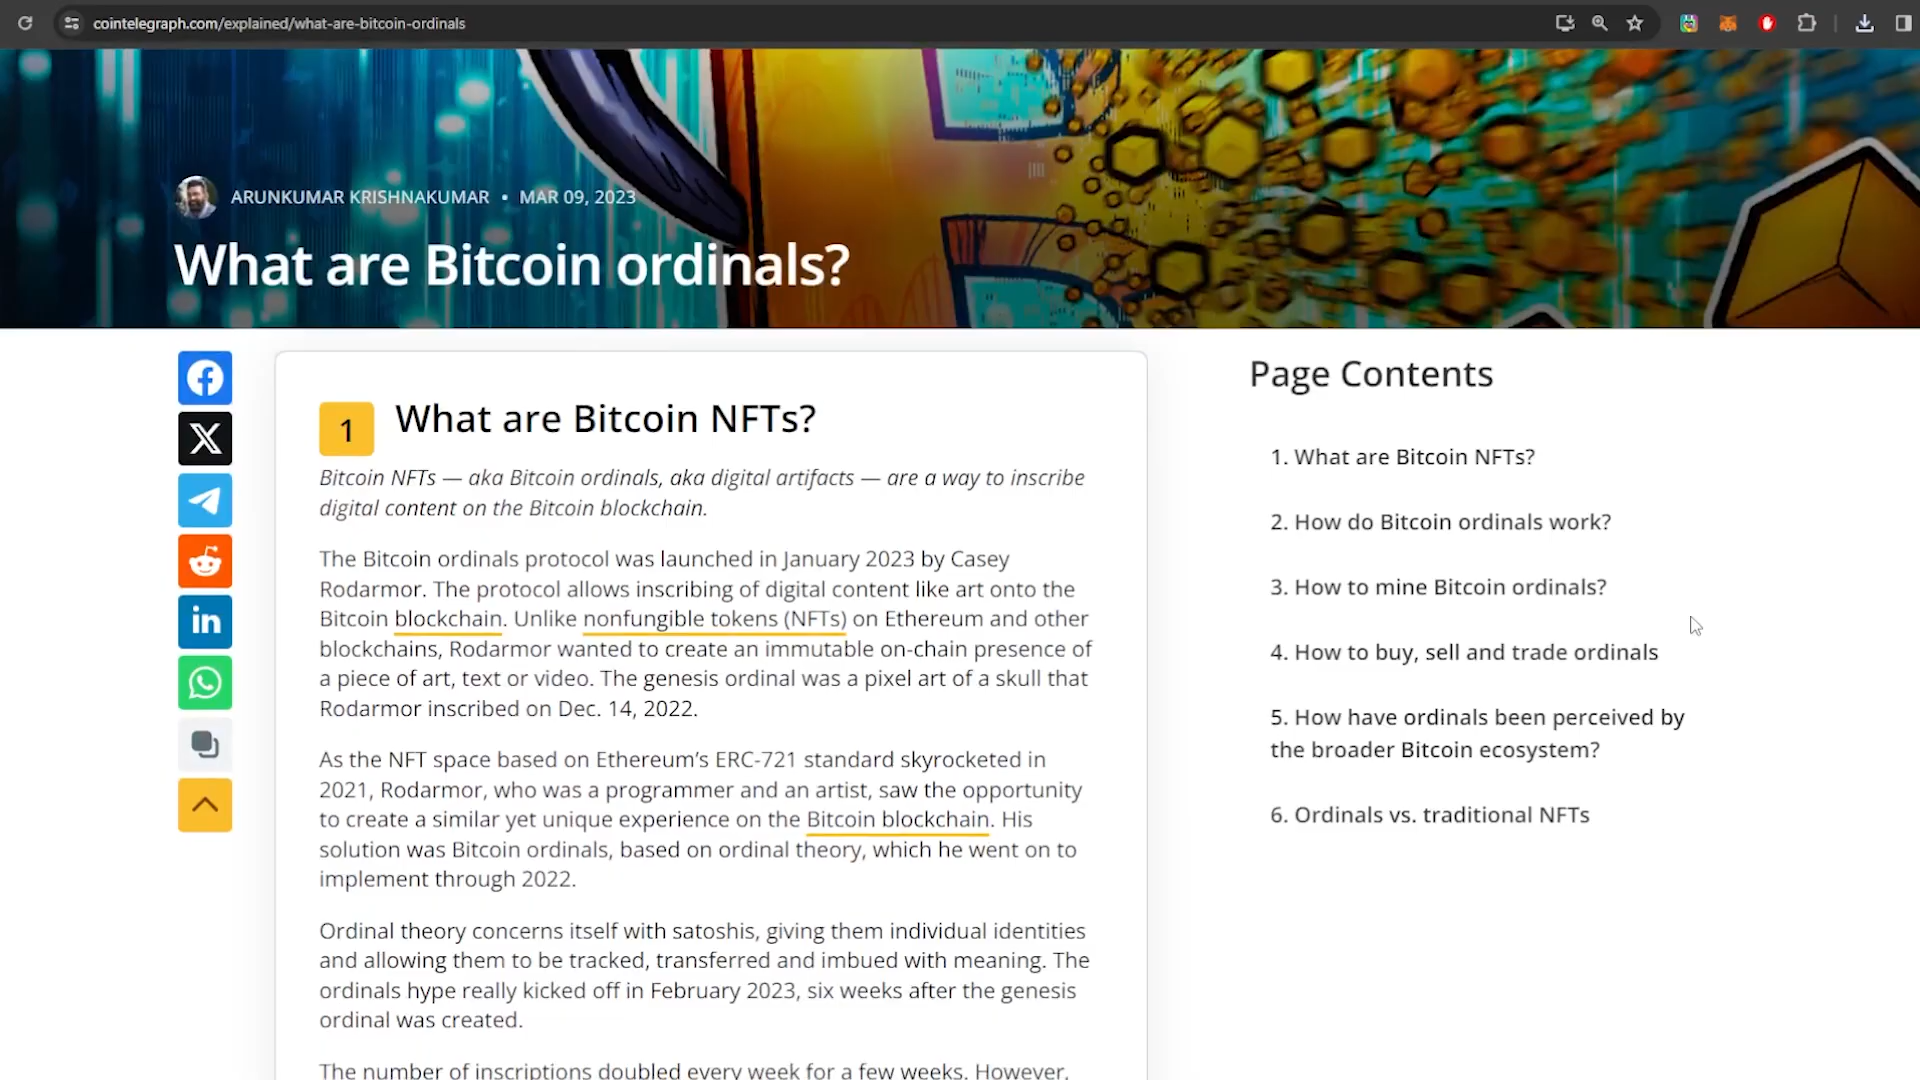 cointelegraph.com/explained/what-are-bitcoin-ordinals
ARUNKUMAR KRISHNAKUMAR • MAR 09, 2023
What are Bitcoin ordinals?
1
What are Bitcoin NFTs?
Bitcoin NFTs — aka Bitcoin ordinals, aka digital artifacts — are a way to inscribe
digital content on the Bitcoin blockchain.
The Bitcoin ordinals protocol was launched in January 2023 by Casey
Rodarmor. The protocol allows inscribing of digital content like art onto the
Bitcoin blockchain. Unlike nonfungible tokens (NFTs) on Ethereum and other
blockchains, Rodarmor wanted to create an immutable on-chain presence of
a piece of art, text or video. The genesis ordinal was a pixel art of a skull that
Rodarmor inscribed on Dec. 14, 2022.
As the NFT space based on Ethereum’s ERC-721 standard skyrocketed in
2021, Rodarmor, who was a programmer and an artist, saw the opportunity
to create a similar yet unique experience on the Bitcoin blockchain. His
solution was Bitcoin ordinals, based on ordinal theory, which he went on to
implement through 2022.
Ordinal theory concerns itself with satoshis, giving them individual identities
and allowing them to be tracked, transferred and imbued with meaning. The
ordinals hype really kicked off in February 2023, six weeks after the genesis
ordinal was created.
The number of inscriptions doubled every week for a few weeks. However,
Page Contents
1. What are Bitcoin NFTs?
2. How do Bitcoin ordinals work?
3. How to mine Bitcoin ordinals?
4. How to buy, sell and trade ordinals
5. How have ordinals been perceived by
the broader Bitcoin ecosystem?
6. Ordinals vs. traditional NFTs